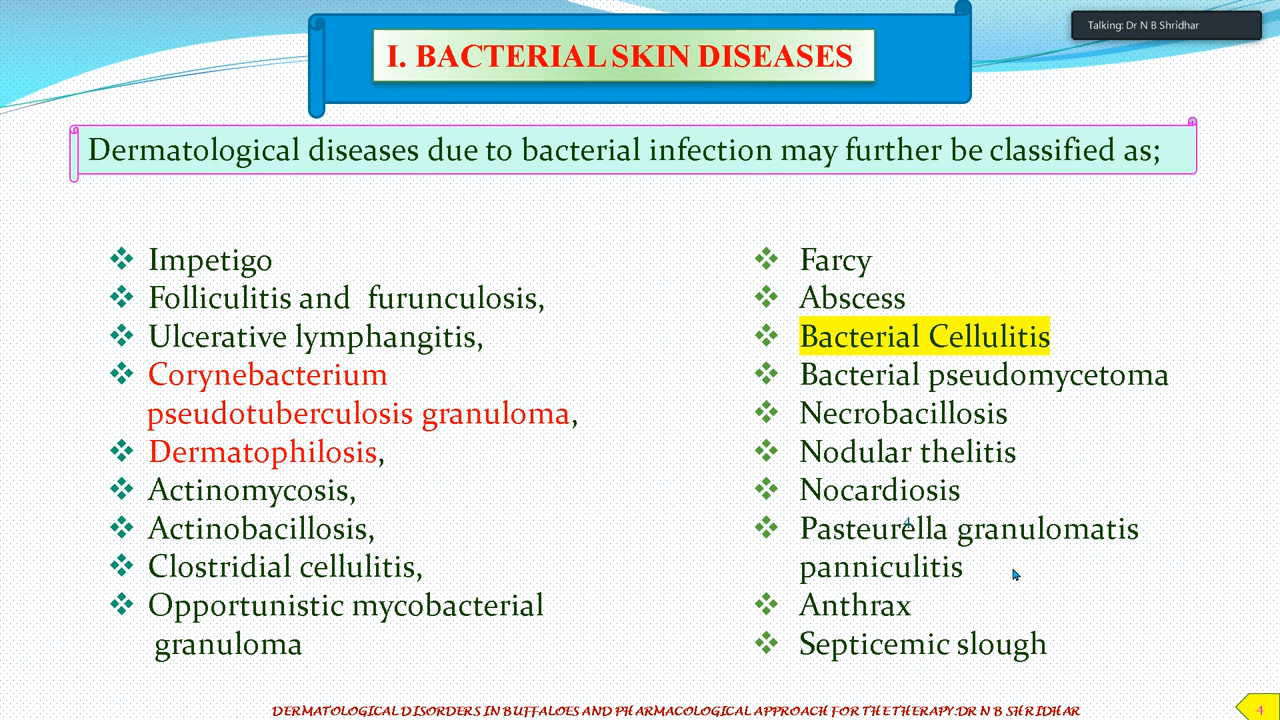 Talking: Dr N B Shridhar
I. BACTERIAL SKIN DISEASES
Dermatological diseases due to bacterial infection may further be classified as;
Impetigo
Folliculitis and furunculosis,
Ulcerative lymphangitis,
Corynebacterium
pseudotuberculosis granuloma,
Dermatophilosis,
Actinomycosis,
Actinobacillosis,
Clostridial cellulitis,
Opportunistic mycobacterial
granuloma
Farcy
Abscess
Bacterial Cellulitis
Bacterial pseudomycetoma
Necrobacillosis
Nodular thelitis
Nocardiosis
Pasteurella granulomatis
panniculitis
Anthrax
Septicemic slough
4
DERMATOLOGICAL DISORDERS IN BUFFALOES AND PHARMACOLOGICAL APPROACH FOR THE THERAPY:DR N B SHRIDHAR
4